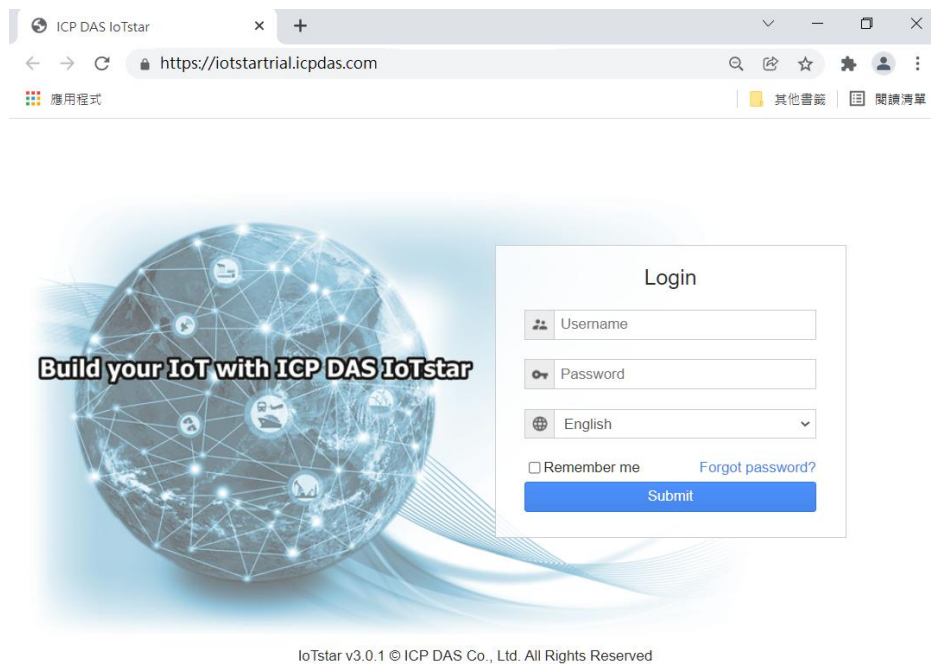 ICP DAS IoTstar
https://iotstartrial.icpdas.com
應用程式
其他書籤
閱讀清單
Build your IoT with ICP DAS IoTstar
Login
Username
Password
English
Remember me
Forgot password?
Submit
IoTstar v3.0.1 © ICP DAS Co., Ltd. All Rights Reserved